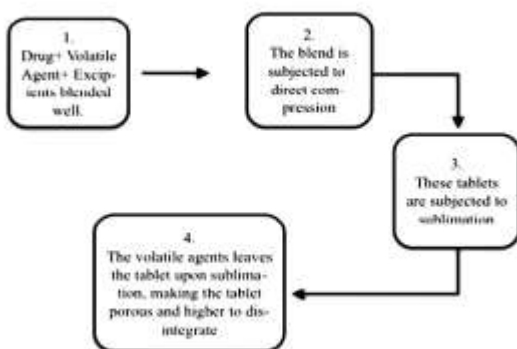 1.
Drug+ Volatile
Agent+ Excip-
ients blended
well.
2.
The blend is
subjected to
direct com-
pression
3.
These tablets
are subjected to
sublimation
4.
The volatile agents leaves
the tablet upon sublima-
tion, making the tablet
porous and higher to dis-
integrate